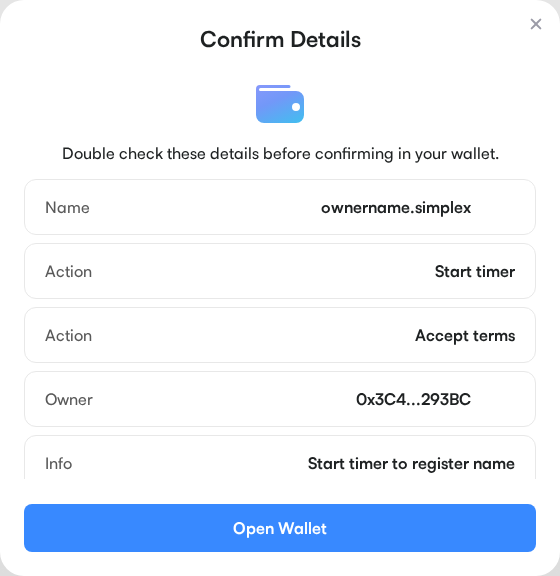 Confirm Details
Double check these details before confirming in your wallet.
Name ownername.simplex
Action Start timer
Action Accept terms
Owner 0x3C4...293BC
Info Start timer to register name
Open Wallet